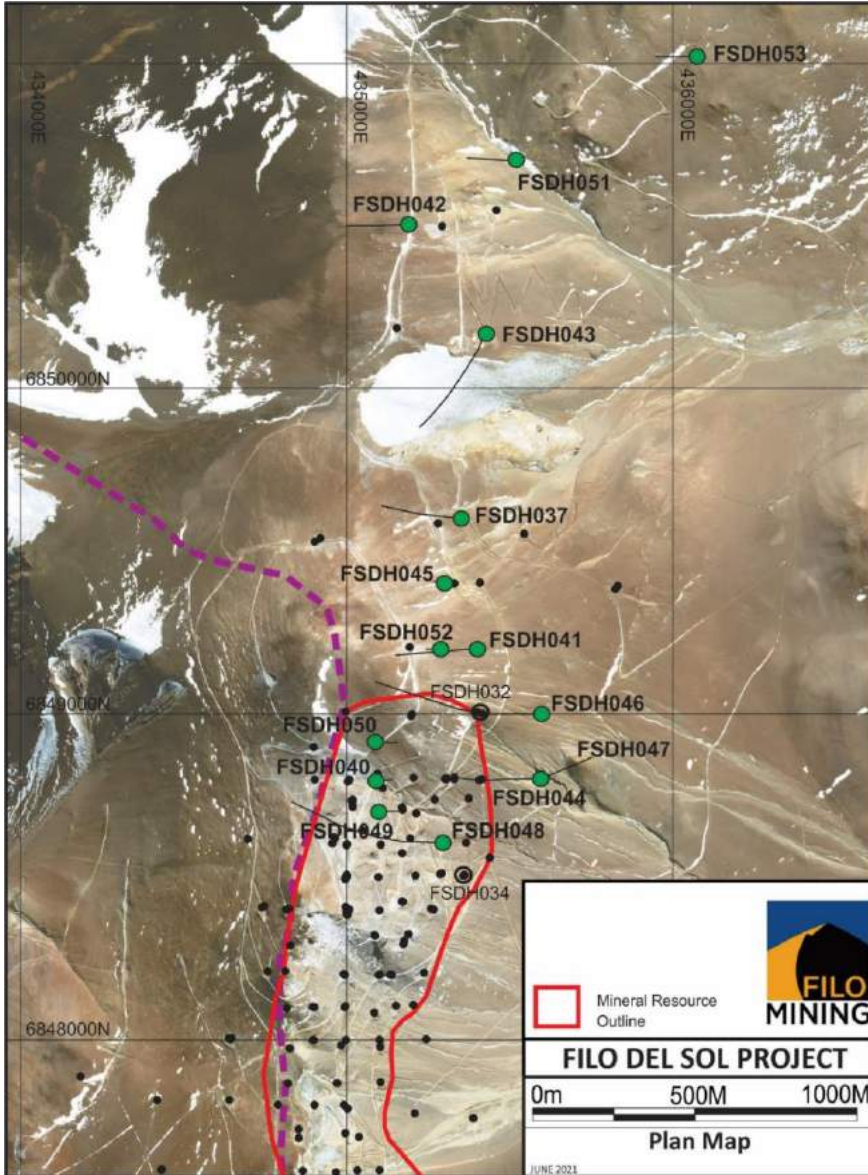 FSDH053
434000E
435000E
436000E
FSDH051
FSDH042
FSDH043
6850000N
FSDH037
FSDH045
FSDH052
FSDH041
FSDH032
6849000N
FSDH046
FSDH050
FSDH047
FSDH040
FSDH044
FSDH049
FSDH048
FSDH034
Mineral Resource
Outline
FILO
MINING
6848000N
FILO DEL SOL PROJECT
0m
500M
1000M
Plan Map
JUNE 2021